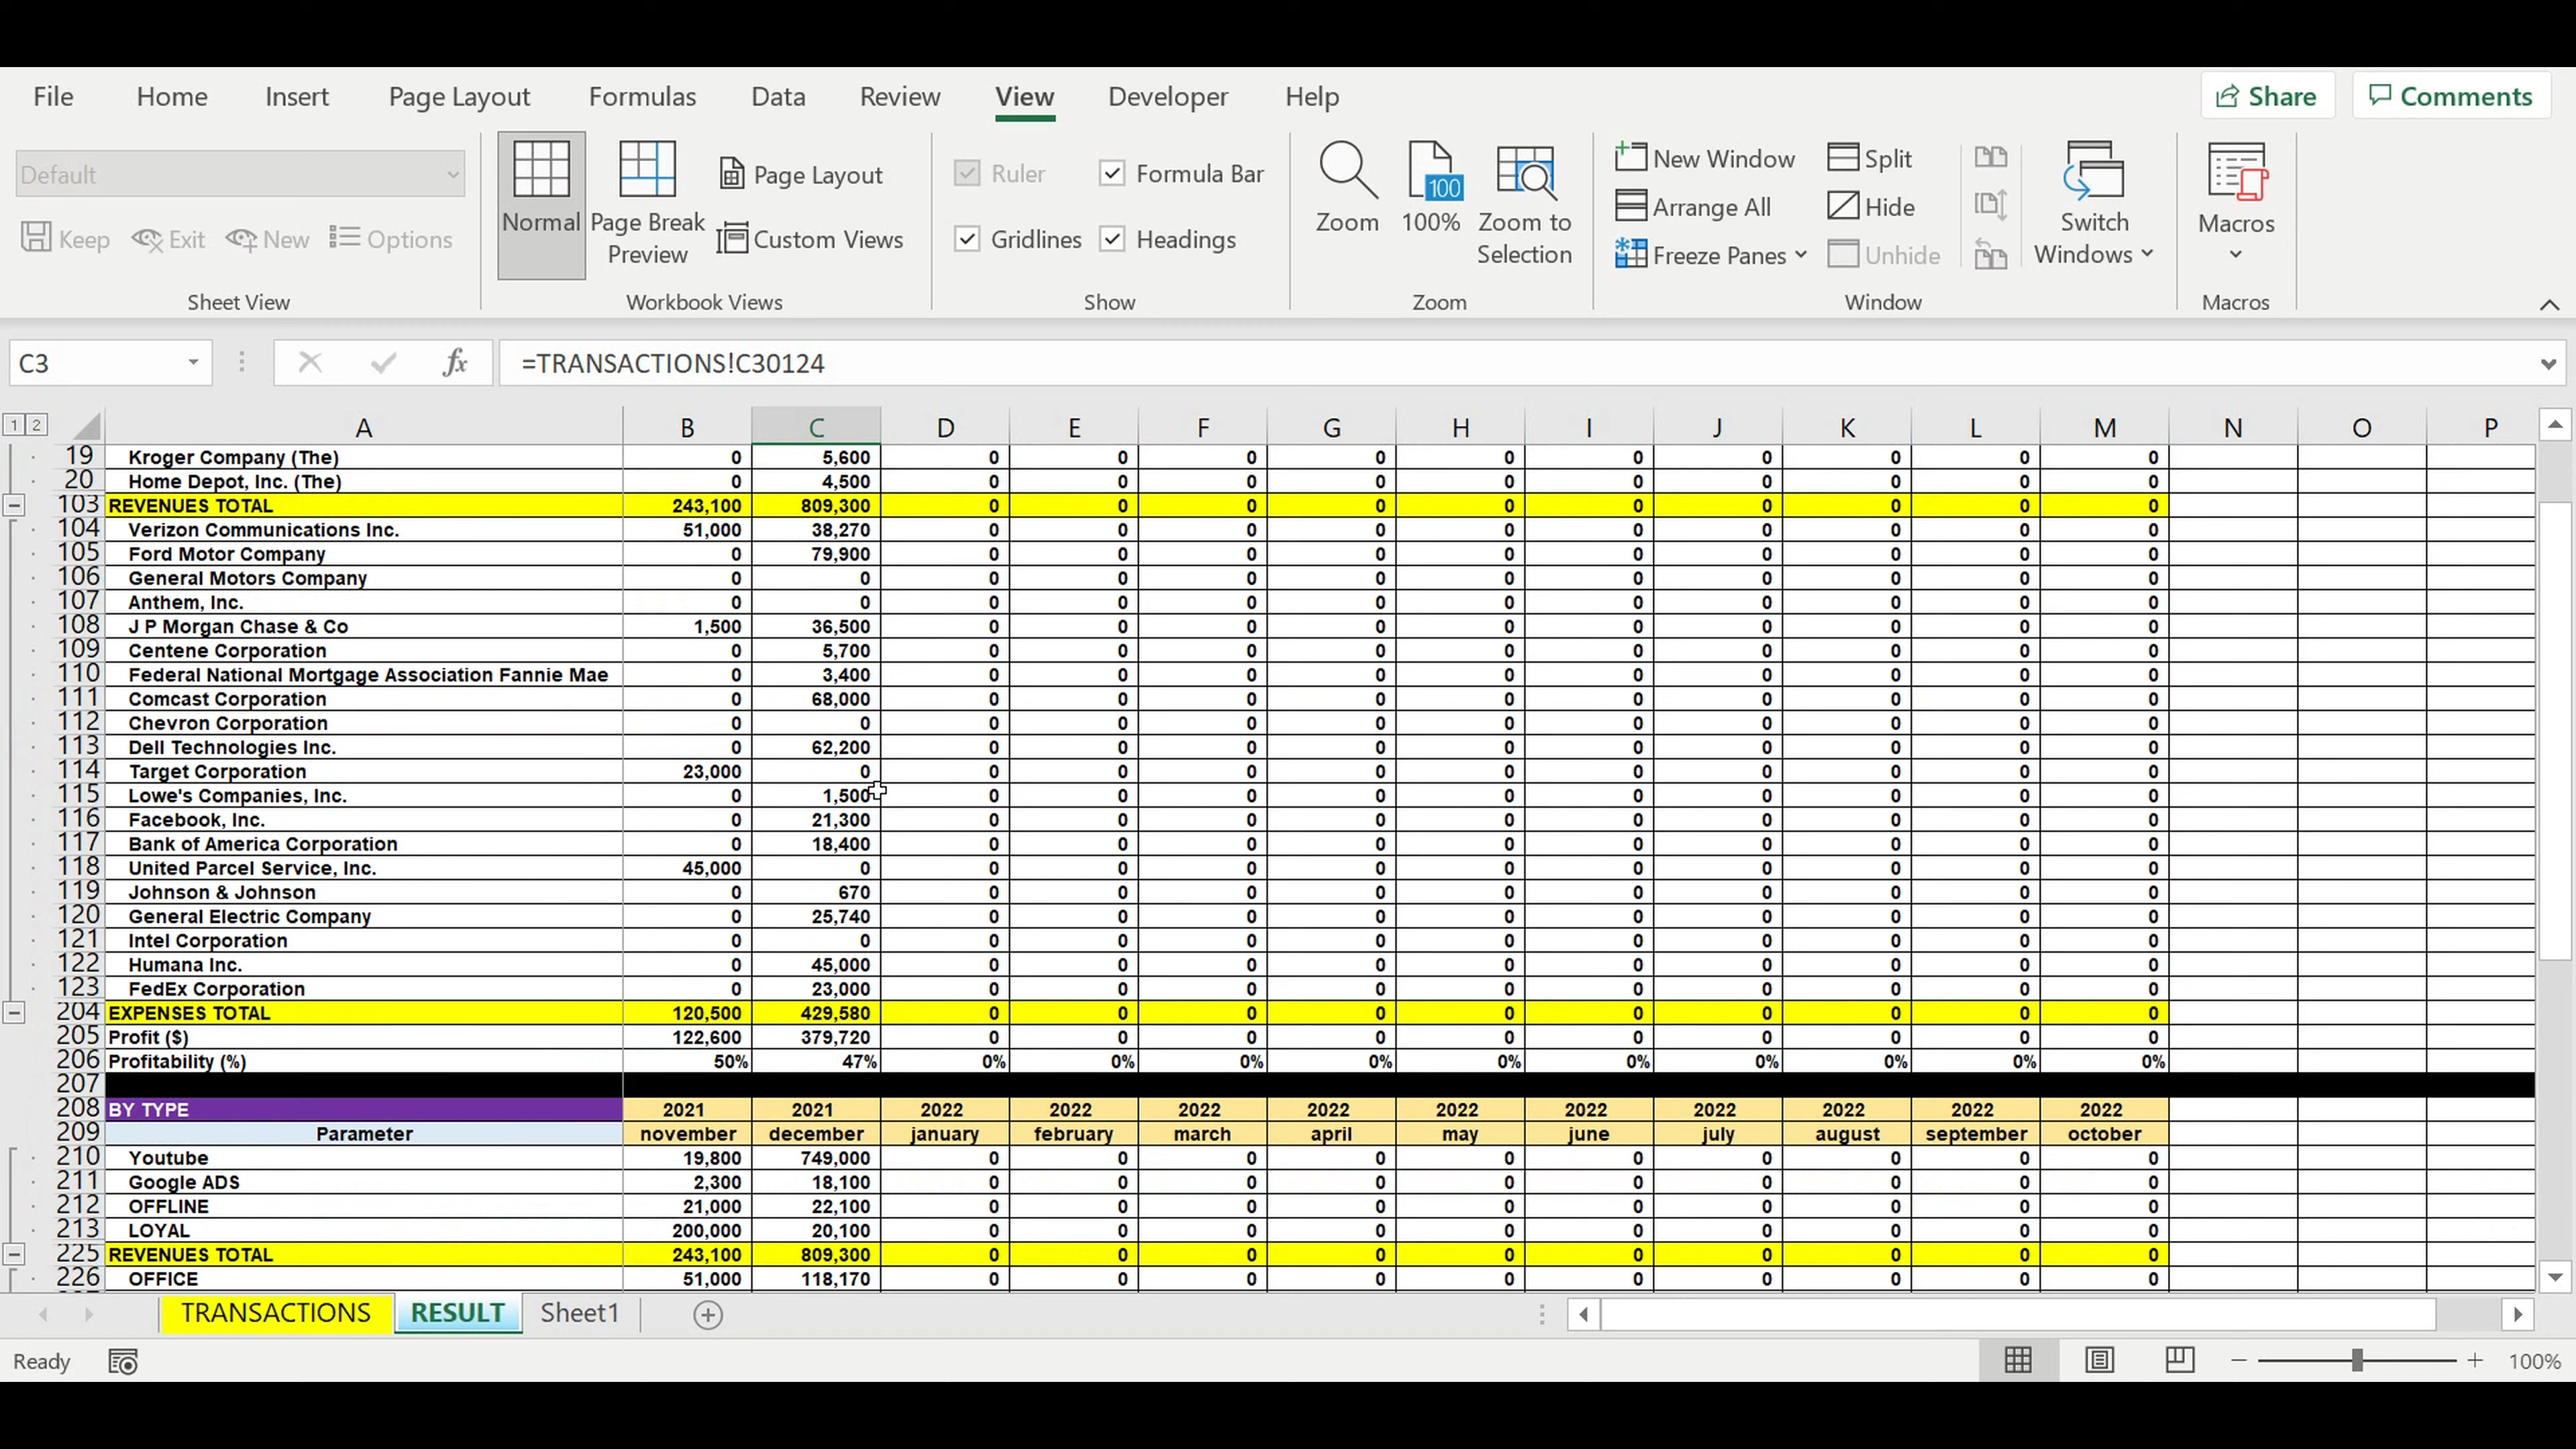 File Home Insert Page Layout Formulas Data Review View Developer Help Share Comments
Default Normal Page Break Preview Page Layout Ruler Formula Bar Zoom 100 100% Zoom to Selection New Window Split Switch Windows Macros
Arrange All Hide
Keep Exit New Options Custom Views Gridlines Headings Freeze Panes Unhide
Sheet View Workbook Views Show Zoom Window Macros
C3 fx =TRANSACTIONS!C30124
1 2 A B C D E F G H I J K L M N O P
19 Kroger Company (The) 0 5,600 0 0 0 0 0 0 0 0 0 0
20 Home Depot, Inc. (The) 0 4,500 0 0 0 0 0 0 0 0 0 0
103 REVENUES TOTAL 243,100 809,300 0 0 0 0 0 0 0 0 0 0
104 Verizon Communications Inc. 51,000 38,270 0 0 0 0 0 0 0 0 0 0
105 Ford Motor Company 0 79,900 0 0 0 0 0 0 0 0 0 0
106 General Motors Company 0 0 0 0 0 0 0 0 0 0 0 0
107 Anthem, Inc. 0 0 0 0 0 0 0 0 0 0 0 0
108 J P Morgan Chase & Co 1,500 36,500 0 0 0 0 0 0 0 0 0 0
109 Centene Corporation 0 5,700 0 0 0 0 0 0 0 0 0 0
110 Federal National Mortgage Association Fannie Mae 0 3,400 0 0 0 0 0 0 0 0 0 0
111 Comcast Corporation 0 68,000 0 0 0 0 0 0 0 0 0 0
112 Chevron Corporation 0 0 0 0 0 0 0 0 0 0 0 0
113 Dell Technologies Inc. 0 62,200 0 0 0 0 0 0 0 0 0 0
114 Target Corporation 23,000 0 0 0 0 0 0 0 0 0 0 0
115 Lowe's Companies, Inc. 0 1,500 0 0 0 0 0 0 0 0 0 0
116 Facebook, Inc. 0 21,300 0 0 0 0 0 0 0 0 0 0
117 Bank of America Corporation 0 18,400 0 0 0 0 0 0 0 0 0 0
118 United Parcel Service, Inc. 45,000 0 0 0 0 0 0 0 0 0 0 0
119 Johnson & Johnson 0 670 0 0 0 0 0 0 0 0 0 0
120 General Electric Company 0 25,740 0 0 0 0 0 0 0 0 0 0
121 Intel Corporation 0 0 0 0 0 0 0 0 0 0 0 0
122 Humana Inc. 0 45,000 0 0 0 0 0 0 0 0 0 0
123 FedEx Corporation 0 23,000 0 0 0 0 0 0 0 0 0 0
204 EXPENSES TOTAL 120,500 429,580 0 0 0 0 0 0 0 0 0 0
205 Profit ($) 122,600 379,720 0 0 0 0 0 0 0 0 0 0
206 Profitability (%) 50% 47% 0% 0% 0% 0% 0% 0% 0% 0% 0% 0%
207
208 BY TYPE 2021 2021 2022 2022 2022 2022 2022 2022 2022 2022 2022 2022
209 Parameter november december january february march april may june july august september october
210 Youtube 19,800 749,000 0 0 0 0 0 0 0 0 0 0
211 Google ADS 2,300 18,100 0 0 0 0 0 0 0 0 0 0
212 OFFLINE 21,000 22,100 0 0 0 0 0 0 0 0 0 0
213 LOYAL 200,000 20,100 0 0 0 0 0 0 0 0 0 0
225 REVENUES TOTAL 243,100 809,300 0 0 0 0 0 0 0 0 0 0
226 OFFICE 51,000 118,170 0 0 0 0 0 0 0 0 0 0
TRANSACTIONS RESULT Sheet1
Ready 100%